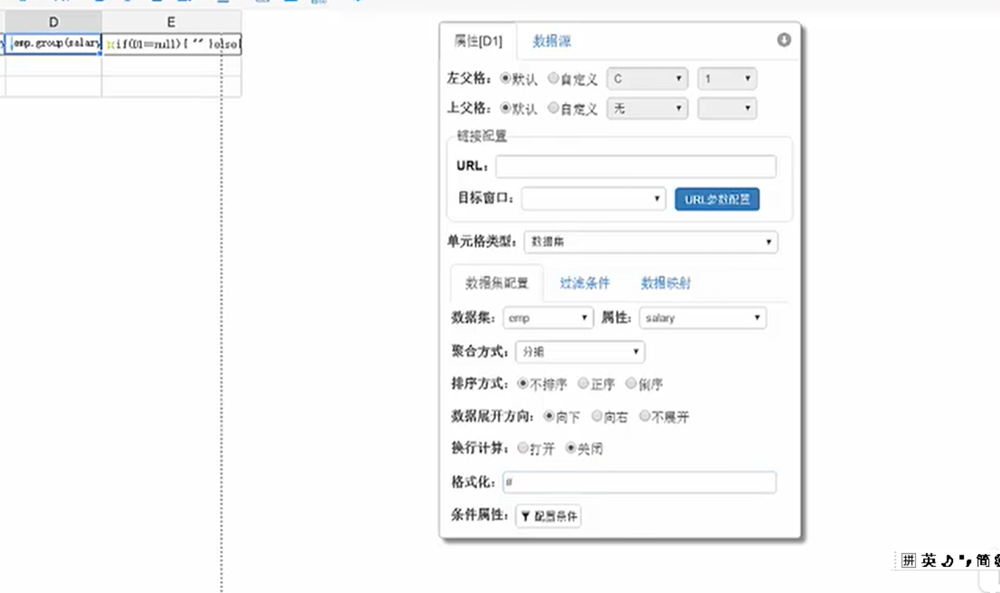 D E
emp.group(salary if(D1==null){ "" }else{
属性[D1] 数据源
左父格： 默认 自定义 C 1
上父格： 默认 自定义 无
链接配置
URL：
目标窗口： URL参数配置
单元格类型： 数据集
数据集配置 过滤条件 数据映射
数据集： emp 属性： salary
聚合方式： 分组
排序方式： 不排序 正序 倒序
数据展开方向： 向下 向右 不展开
换行计算： 打开 关闭
格式化： #
条件属性： 配置条件
拼 英 简